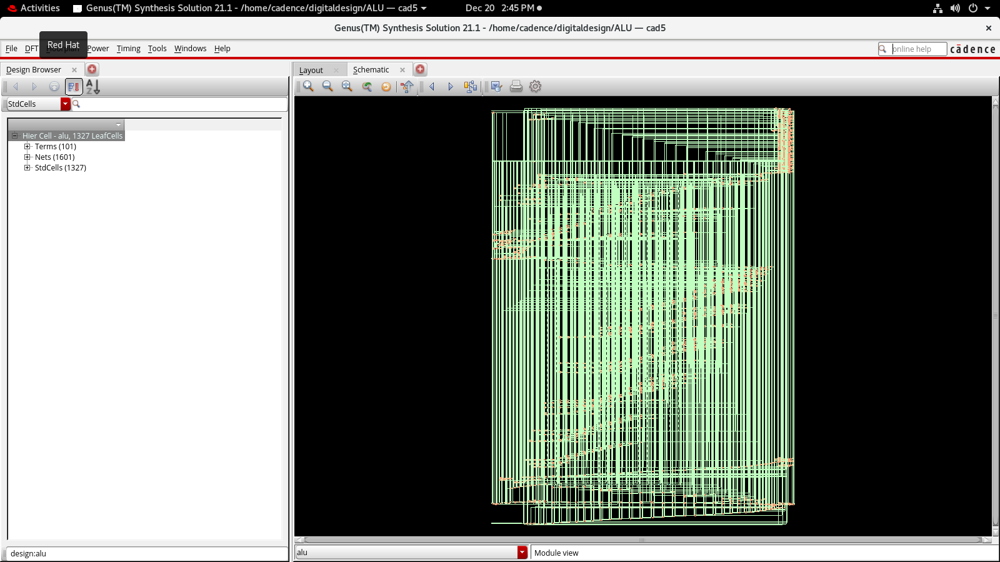 Activities
Genus(TM) Synthesis Solution 21.1 - /home/cadence/digitaldesign/ALU — cad5
Dec 20 2:45 PM
Genus(TM) Synthesis Solution 21.1 - /home/cadence/digitaldesign/ALU — cad5
File DFT Power Timing Tools Windows Help
Red Hat
online help
cādence
Design Browser
Layout
Schematic
StdCells
Hier Cell - alu, 1327 LeafCells
Terms (101)
Nets (1601)
StdCells (1327)
design:alu
alu
Module view